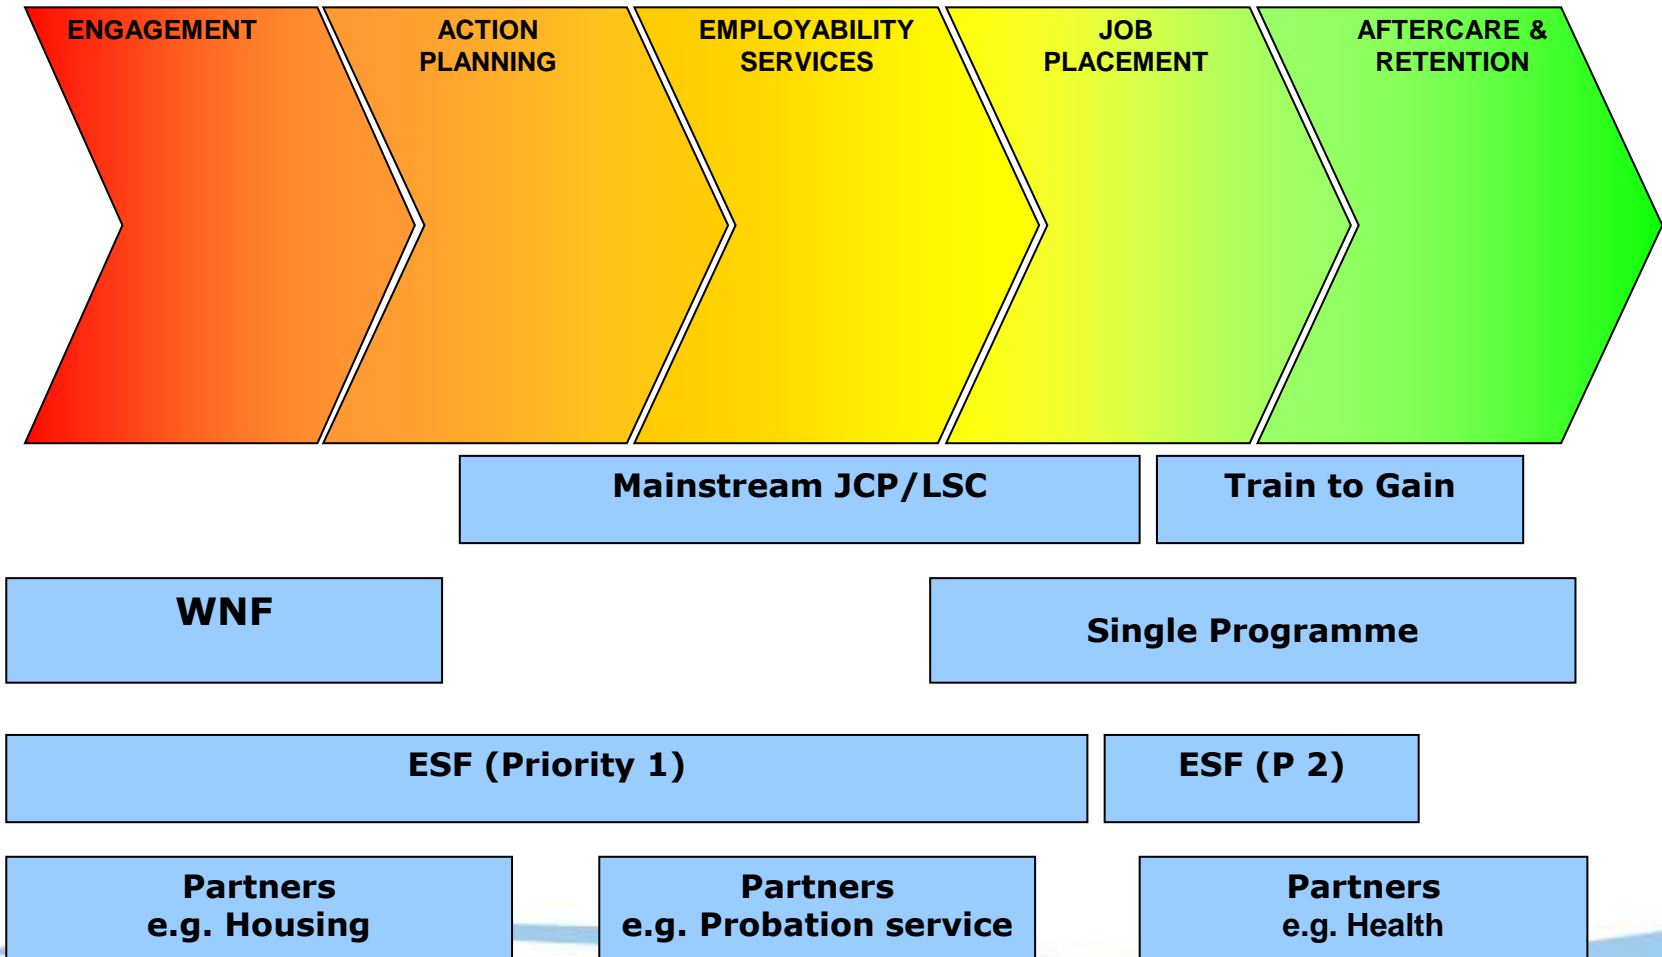 ENGAGEMENT
ACTION
PLANNING
EMPLOYABILITY
SERVICES
JOB
PLACEMENT
AFTERCARE &
RETENTION
Mainstream JCP/LSC
Train to Gain
WNF
Single Programme
ESF (Priority 1)
ESF (P 2)
Partners
e.g. Housing
Partners
e.g. Probation service
Partners
e.g. Health